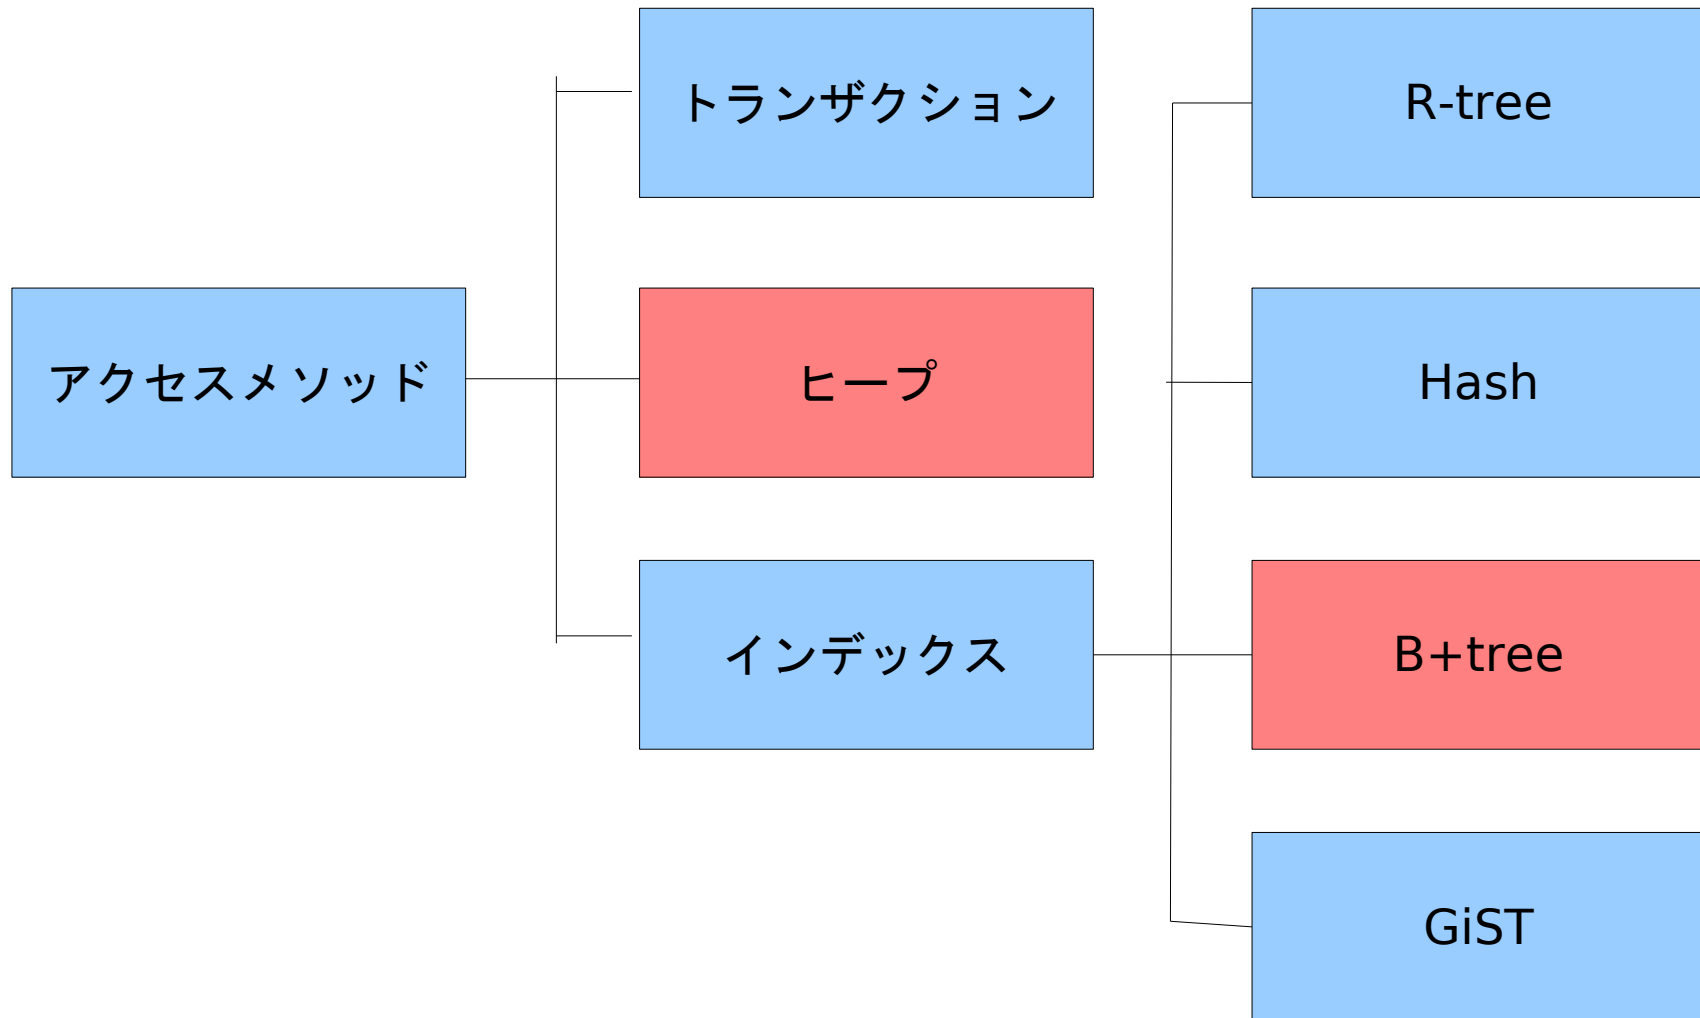 アクセスメソッド
トランザクション
ヒープ
インデックス
R-tree
Hash
B+tree
GiST